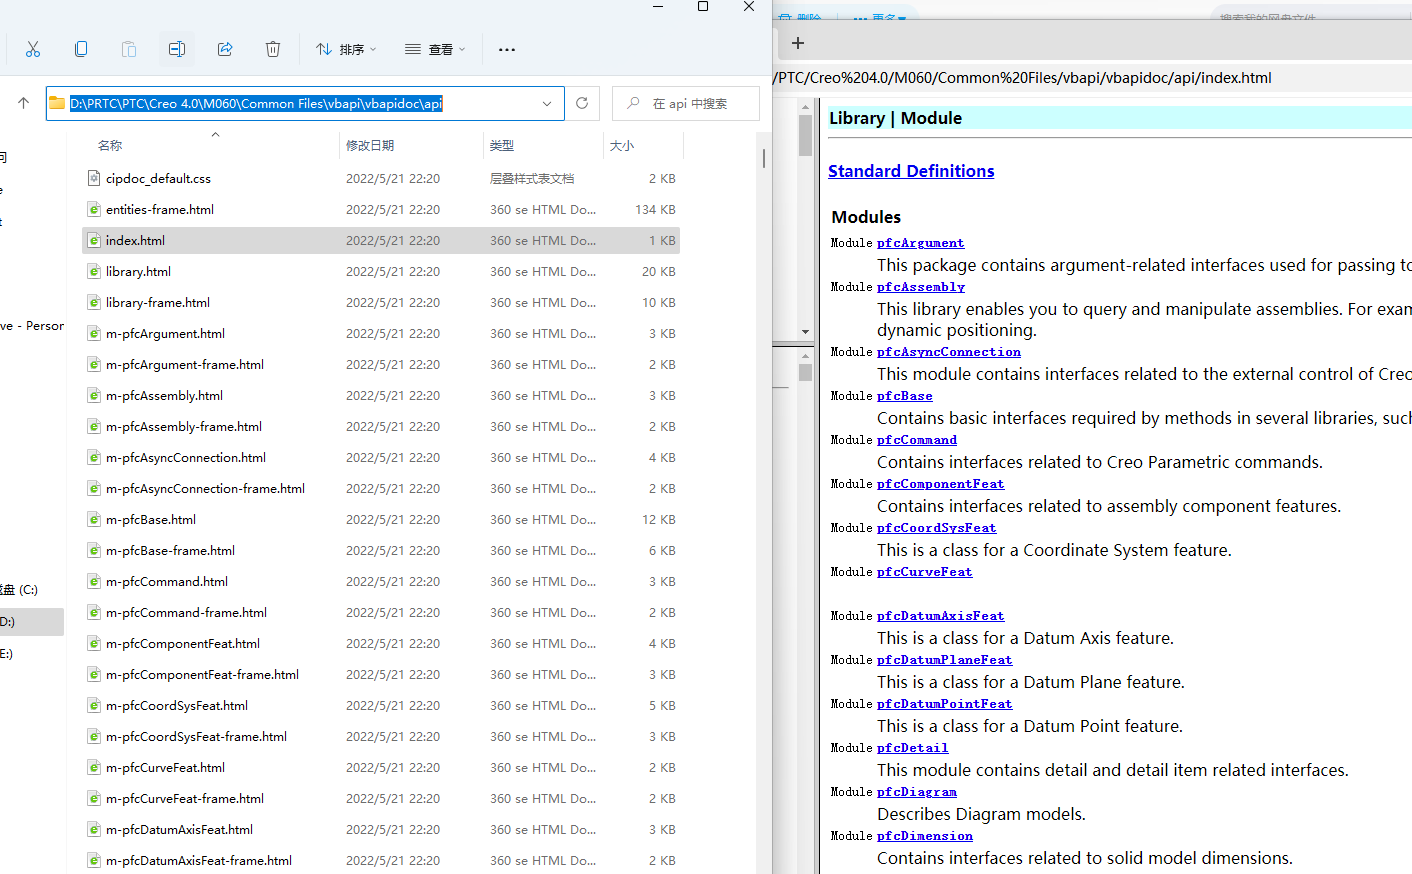 排序
查看
D:\PRTC\PTC\Creo 4.0\M060\Common Files\vbapi\vbapidoc\api
在 api 中搜索
名称 修改日期 类型 大小
cipdoc_default.css 2022/5/21 22:20 层叠样式表文档 2 KB
entities-frame.html 2022/5/21 22:20 360 se HTML Do... 134 KB
index.html 2022/5/21 22:20 360 se HTML Do... 1 KB
library.html 2022/5/21 22:20 360 se HTML Do... 20 KB
library-frame.html 2022/5/21 22:20 360 se HTML Do... 10 KB
m-pfcArgument.html 2022/5/21 22:20 360 se HTML Do... 3 KB
m-pfcArgument-frame.html 2022/5/21 22:20 360 se HTML Do... 2 KB
m-pfcAssembly.html 2022/5/21 22:20 360 se HTML Do... 3 KB
m-pfcAssembly-frame.html 2022/5/21 22:20 360 se HTML Do... 2 KB
m-pfcAsyncConnection.html 2022/5/21 22:20 360 se HTML Do... 4 KB
m-pfcAsyncConnection-frame.html 2022/5/21 22:20 360 se HTML Do... 2 KB
m-pfcBase.html 2022/5/21 22:20 360 se HTML Do... 12 KB
m-pfcBase-frame.html 2022/5/21 22:20 360 se HTML Do... 6 KB
m-pfcCommand.html 2022/5/21 22:20 360 se HTML Do... 3 KB
m-pfcCommand-frame.html 2022/5/21 22:20 360 se HTML Do... 2 KB
m-pfcComponentFeat.html 2022/5/21 22:20 360 se HTML Do... 4 KB
m-pfcComponentFeat-frame.html 2022/5/21 22:20 360 se HTML Do... 3 KB
m-pfcCoordSysFeat.html 2022/5/21 22:20 360 se HTML Do... 5 KB
m-pfcCoordSysFeat-frame.html 2022/5/21 22:20 360 se HTML Do... 3 KB
m-pfcCurveFeat.html 2022/5/21 22:20 360 se HTML Do... 2 KB
m-pfcCurveFeat-frame.html 2022/5/21 22:20 360 se HTML Do... 2 KB
m-pfcDatumAxisFeat.html 2022/5/21 22:20 360 se HTML Do... 3 KB
m-pfcDatumAxisFeat-frame.html 2022/5/21 22:20 360 se HTML Do... 2 KB
ve - Person
盘 (C:)
D:)
E:)
/PTC/Creo%204.0/M060/Common%20Files/vbapi/vbapidoc/api/index.html
Library | Module
Standard Definitions
Modules
Module pfcArgument
This package contains argument-related interfaces used for passing to
Module pfcAssembly
This library enables you to query and manipulate assemblies. For exam
dynamic positioning.
Module pfcAsyncConnection
This module contains interfaces related to the external control of Creo
Module pfcBase
Contains basic interfaces required by methods in several libraries, such
Module pfcCommand
Contains interfaces related to Creo Parametric commands.
Module pfcComponentFeat
Contains interfaces related to assembly component features.
Module pfcCoordSysFeat
This is a class for a Coordinate System feature.
Module pfcCurveFeat
Module pfcDatumAxisFeat
This is a class for a Datum Axis feature.
Module pfcDatumPlaneFeat
This is a class for a Datum Plane feature.
Module pfcDatumPointFeat
This is a class for a Datum Point feature.
Module pfcDetail
This module contains detail and detail item related interfaces.
Module pfcDiagram
Describes Diagram models.
Module pfcDimension
Contains interfaces related to solid model dimensions.